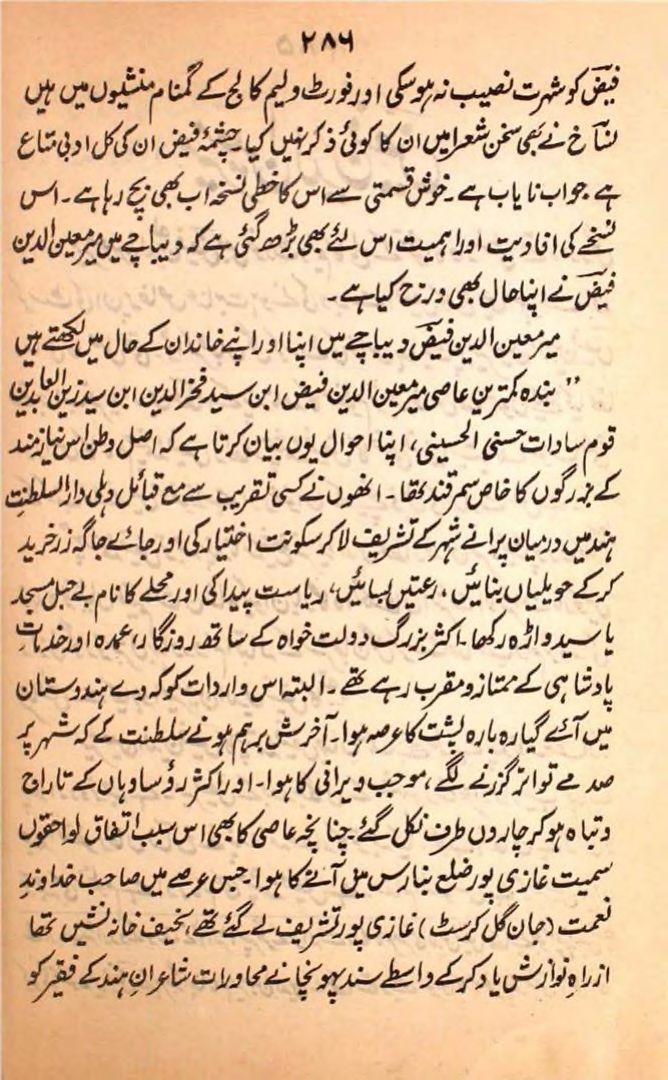 ۲۸۶
فیضؔ کو شہرت نصیب نہ ہوسکی اور فورٹ ولیم کالج کے گمنام منشیوں میں ہیں
نساخؔ نے بھی سخن شعرا میں ان کا کوئی ذکر نہیں کیا۔ چشمۂ فیض ان کی کل ادبی متاع
ہے جو اب نایاب ہے۔ خوش قسمتی سے اس کا خطی نسخہ اب بھی بچ رہا ہے۔ اس
نسخے کی افادیت اور اہمیت اس لئے بھی بڑھ گئی ہے کہ دیباچے میں میر معین الدین
فیضؔ نے اپنا حال بھی درج کیا ہے۔
میر معین الدین فیضؔ دیباچے میں اپنا اور اپنے خاندان کے حال میں لکھتے ہیں
" بندہ کمترین عاصی میر معین الدین فیض ابن سید فخر الدین ابن سید زین العابدین
قوم سادات حسنی الحسینی، اپنا احوال یوں بیان کرتا ہے کہ اصل وطن اس نیاز مند
کے بزرگوں کا خاص سمرقند تھا۔ انھوں نے کسی تقریب سے مع قبائل دہلی دارالسلطنت
ہند میں درمیان پرانے شہر کے تشریف لاکر سکونت اختیار کی اور جائے جاگہ زر خرید
کرکے حویلیاں بنائیں، رعیتیں بسائیں، ریاست پیدا کی اور محلے کا نام بے حبل مسجد
یا سید واڑہ رکھا۔ اکثر بزرگ دولت خواہ کے ساتھ روزگار، عمدہ اور خدمات
پادشاہی کے ممتاز و مقرب رہے تھے۔ البتہ اس واردات کو کہ وے ہندوستان
میں آئے گیارہ بارہ پشت کا عرصہ ہوا۔ آخرش برہم ہونے سلطنت کے کہ شہر پر
صدمے تواتر گزرنے لگے، موجب ویرانی کا ہوا۔ اور اکثر رؤسا وہاں کے تاراج
و تباہ ہوکر چاروں طرف نکل گئے۔ چنانچہ عاصی کا بھی اس سبب اتفاق لواحقوں
سمیت غازی پور ضلع بنارس میں آنے کا ہوا۔ جس عرصے میں صاحب خداوندِ
نعمت (جان گل کرسٹ) غازی پور تشریف لے گئے تھے، نحیف خانہ نشیں تھا
از راہِ نوازش یاد کرکے واسطے سند پہونچانے محاورات شاعرانِ ہند کے فقیر کو